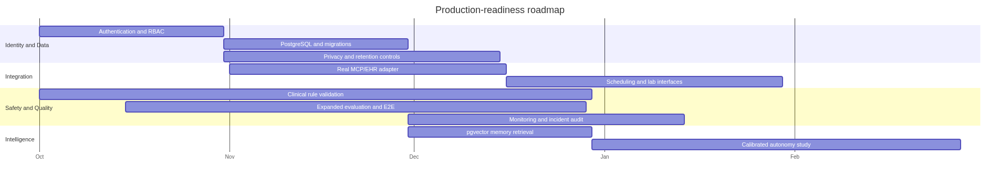 Production-readiness roadmap
Authentication and RBAC
Identity and Data
PostgreSQL and migrations
Privacy and retention controls
Real MCP/EHR adapter
Integration
Scheduling and lab interfaces
Clinical rule validation
Safety and Quality
Expanded evaluation and E2E
Monitoring and incident audit
pgvector memory retrieval
Intelligence
Calibrated autonomy study
Oct Nov Dec Jan Feb